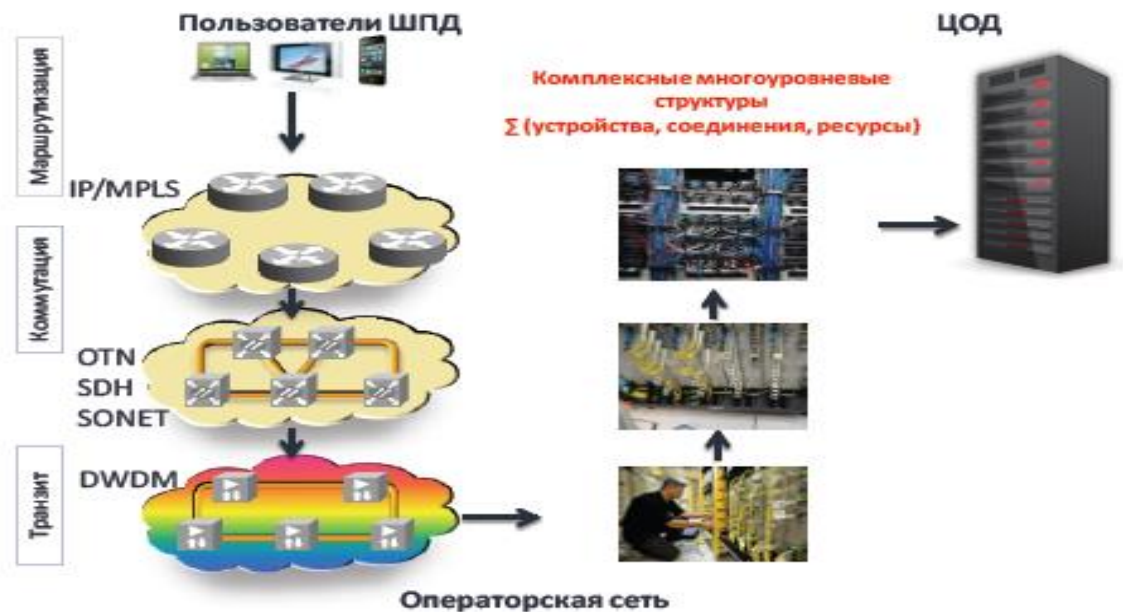 Пользователи ШПД
ЦОД
Маршрутизация
Комплексные многоуровневые
структуры
∑ (устройства, соединения, ресурсы)
IP/MPLS
Коммутация
OTN
SDH
SONET
Транзит
DWDM
Операторская сеть